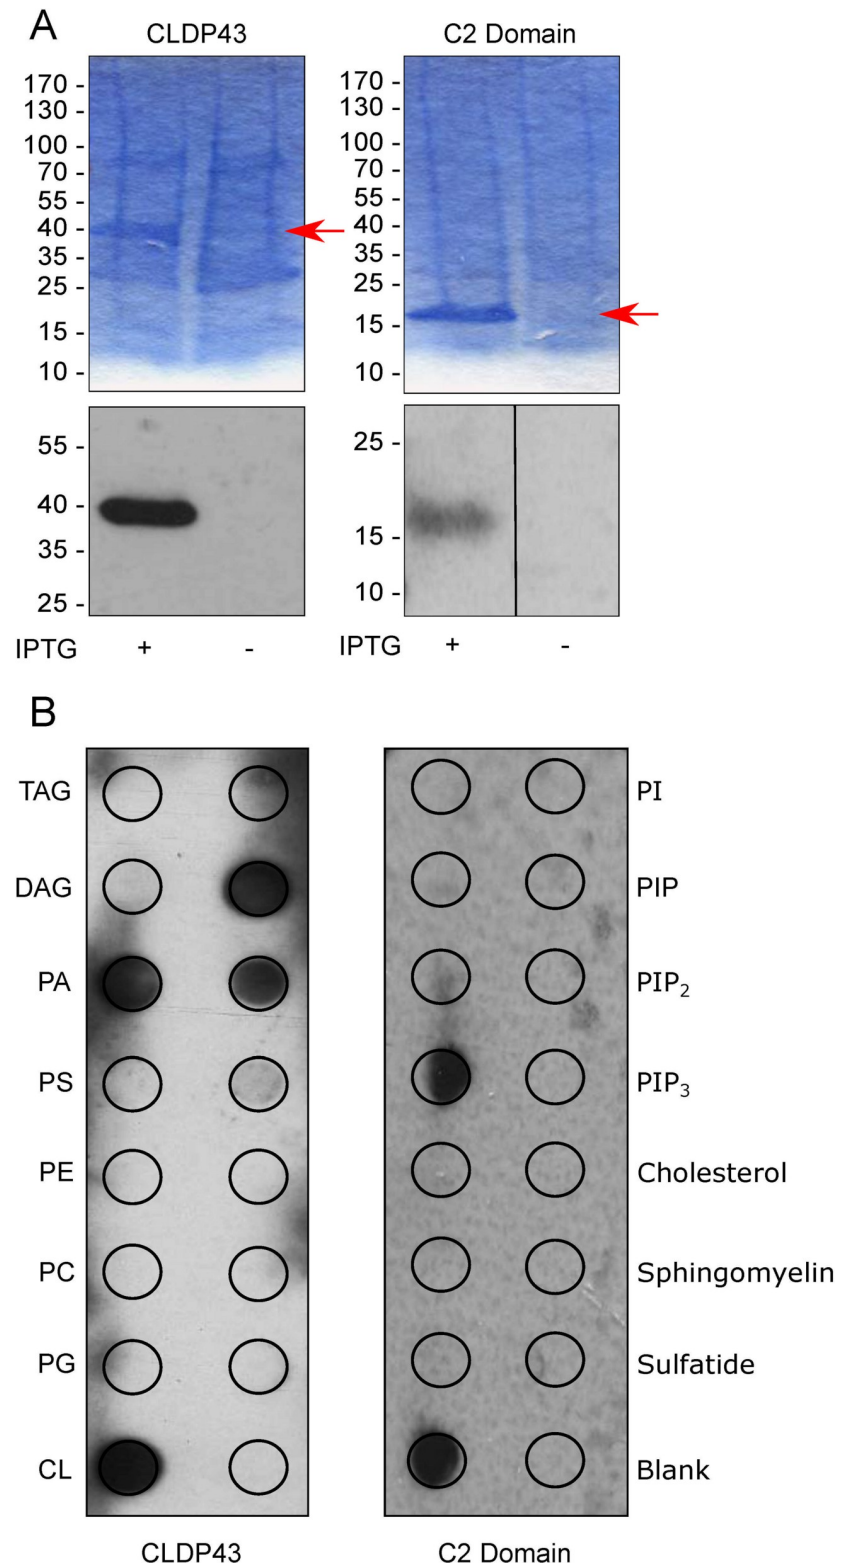 A
CLDP43
C2 Domain
170 -
130 -
100 -
70 -
55 -
40 -
35 -
25 -
15 -
10 -
170 -
130 -
100 -
70 -
55 -
40 -
35 -
25 -
15 -
10 -
55 -
40 -
35 -
25 -
25 -
15 -
10 -
IPTG + -
IPTG + -
B
TAG
DAG
PA
PS
PE
PC
PG
CL
PI
PIP
PIP₂
PIP₃
Cholesterol
Sphingomyelin
Sulfatide
Blank
CLDP43
C2 Domain